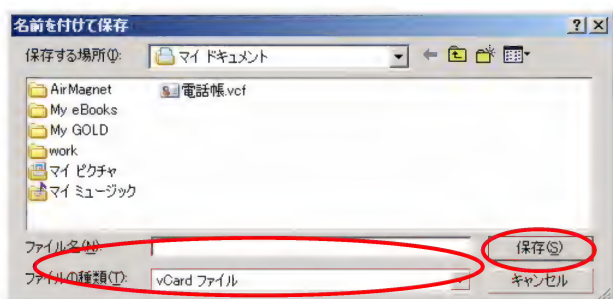 名前を付けて保存
保存する場所(I):
マイ ドキュメント
AirMagnet
My eBooks
My GOLD
work
マイ ピクチャ
マイ ミュージック
電話帳.vcf
ファイル名(N):
保存(S)
ファイルの種類(T):
vCard ファイル
キャンセル